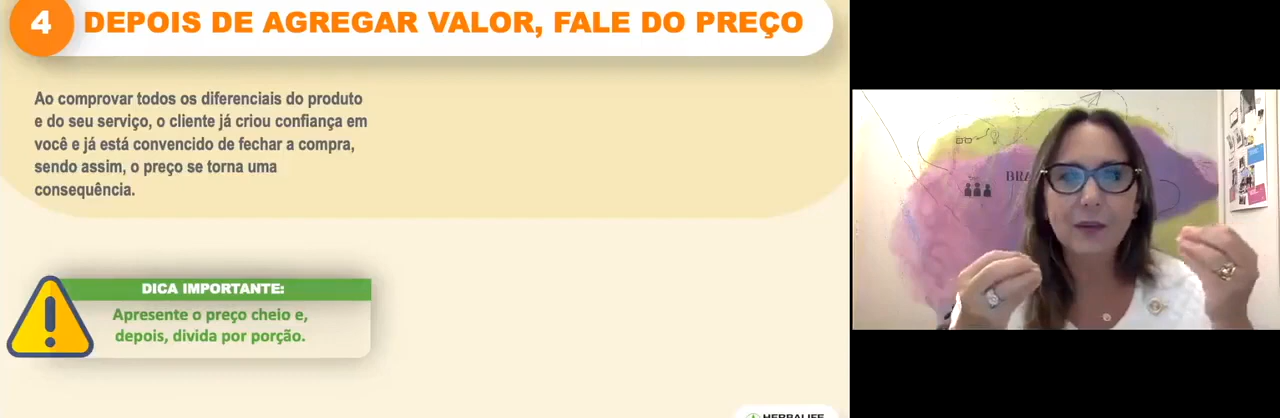 4 DEPOIS DE AGREGAR VALOR, FALE DO PREÇO
Ao comprovar todos os diferenciais do produto
e do seu serviço, o cliente já criou confiança em
você e já está convencido de fechar a compra,
sendo assim, o preço se torna uma
consequência.
DICA IMPORTANTE:
Apresente o preço cheio e,
depois, divida por porção.
HERBALIFE
BRA